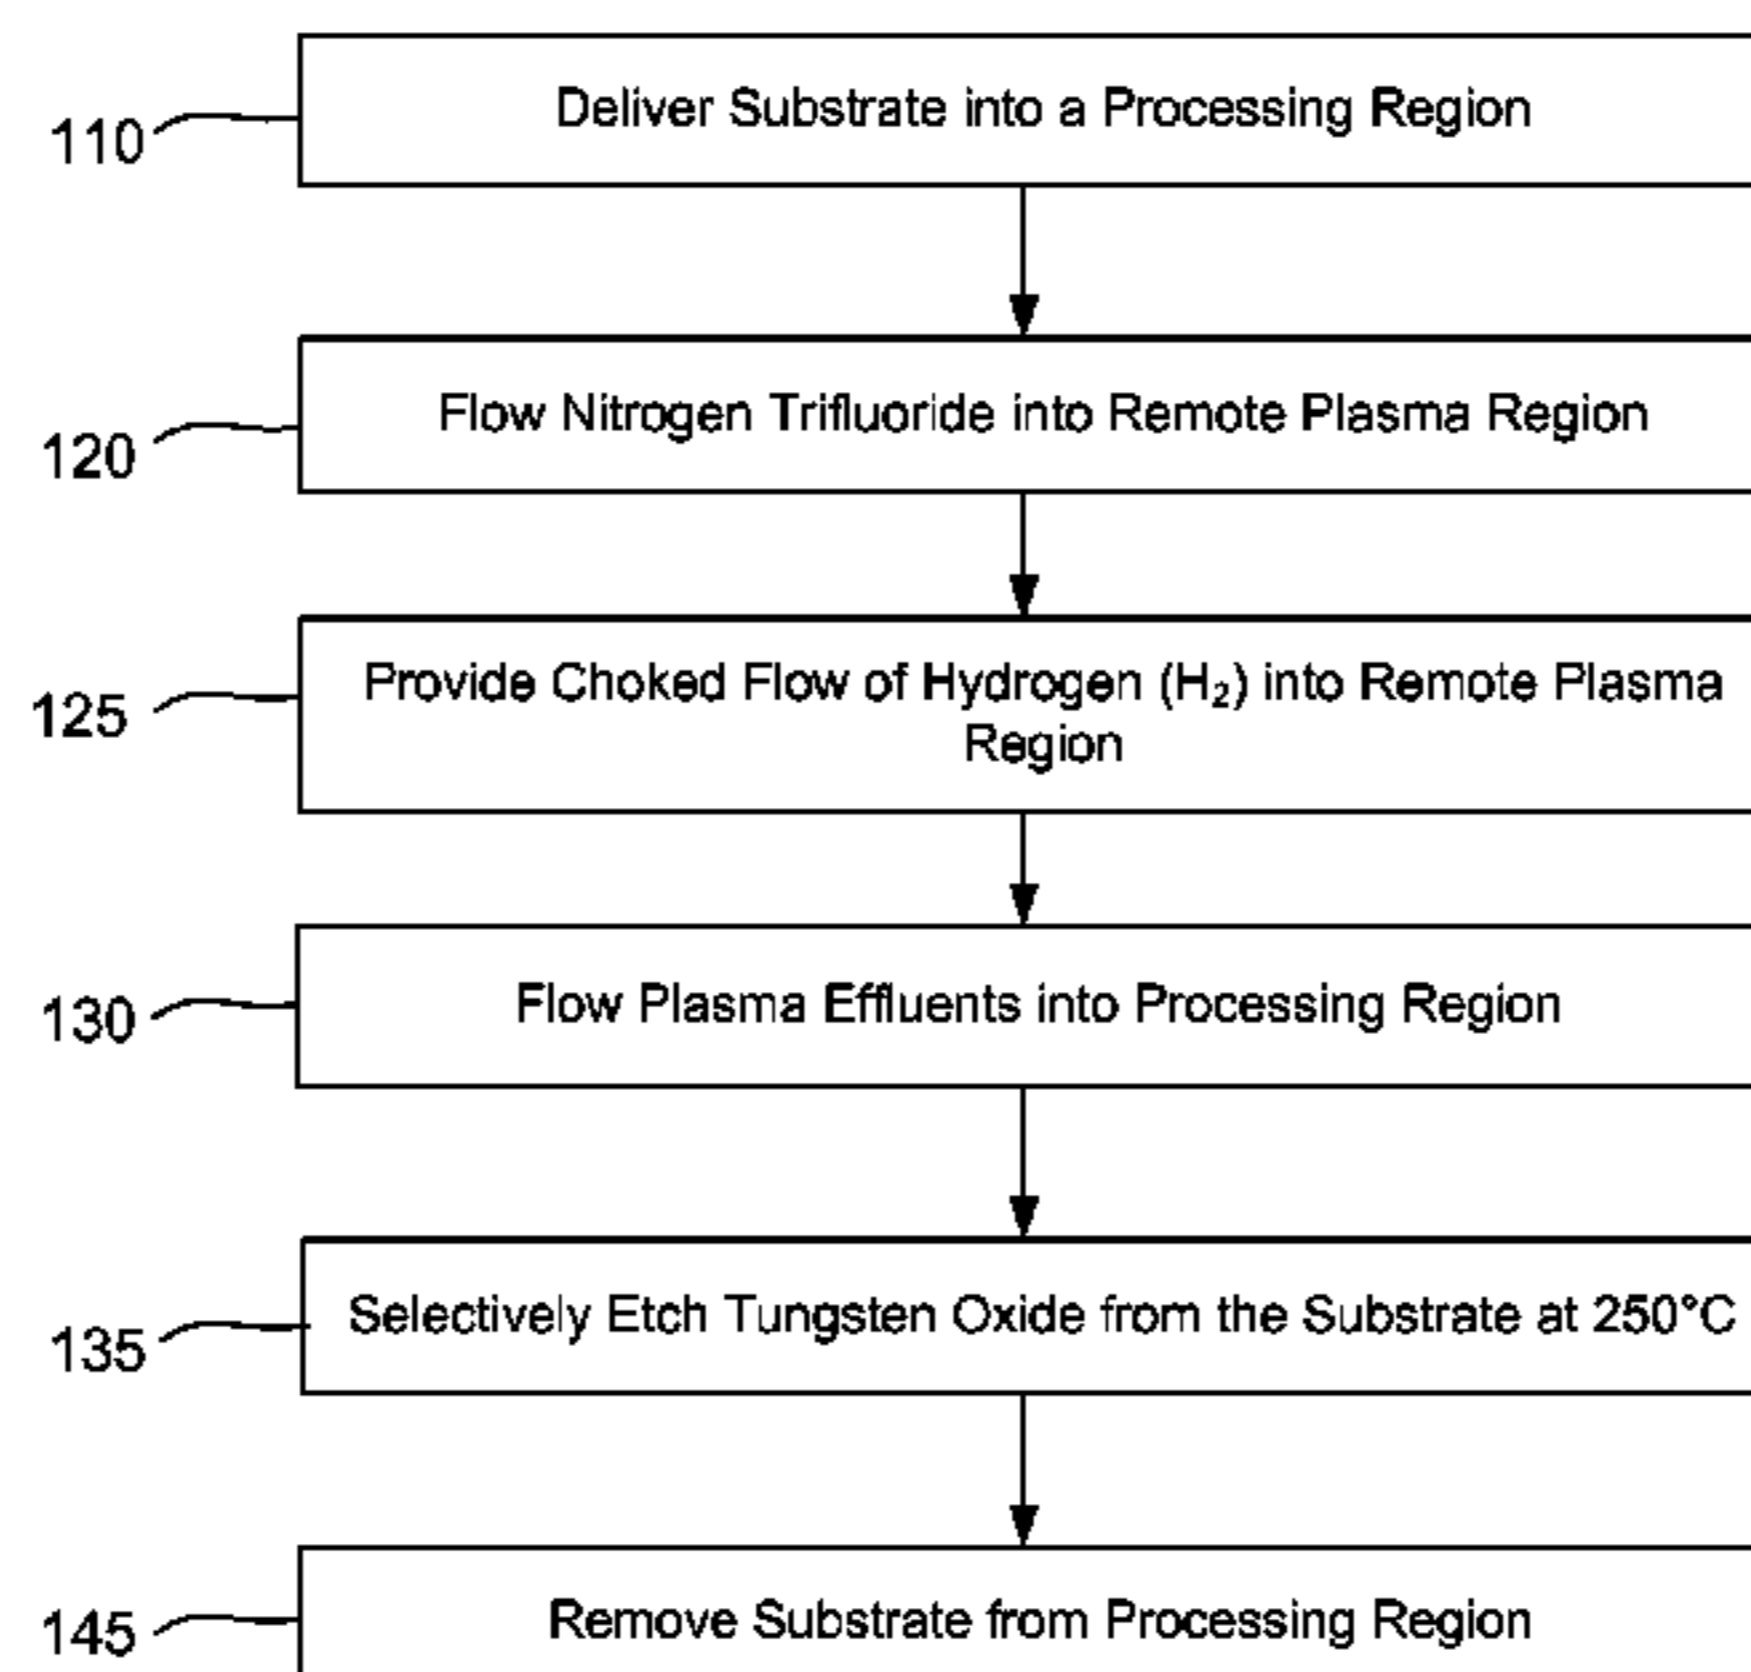 110
Deliver Substrate into a Processing Region
120
Flow Nitrogen Trifluoride into Remote Plasma Region
125
Provide Choked Flow of Hydrogen (H₂) into Remote Plasma
Region
130
Flow Plasma Effluents into Processing Region
135
Selectively Etch Tungsten Oxide from the Substrate at 250°C
145
Remove Substrate from Processing Region